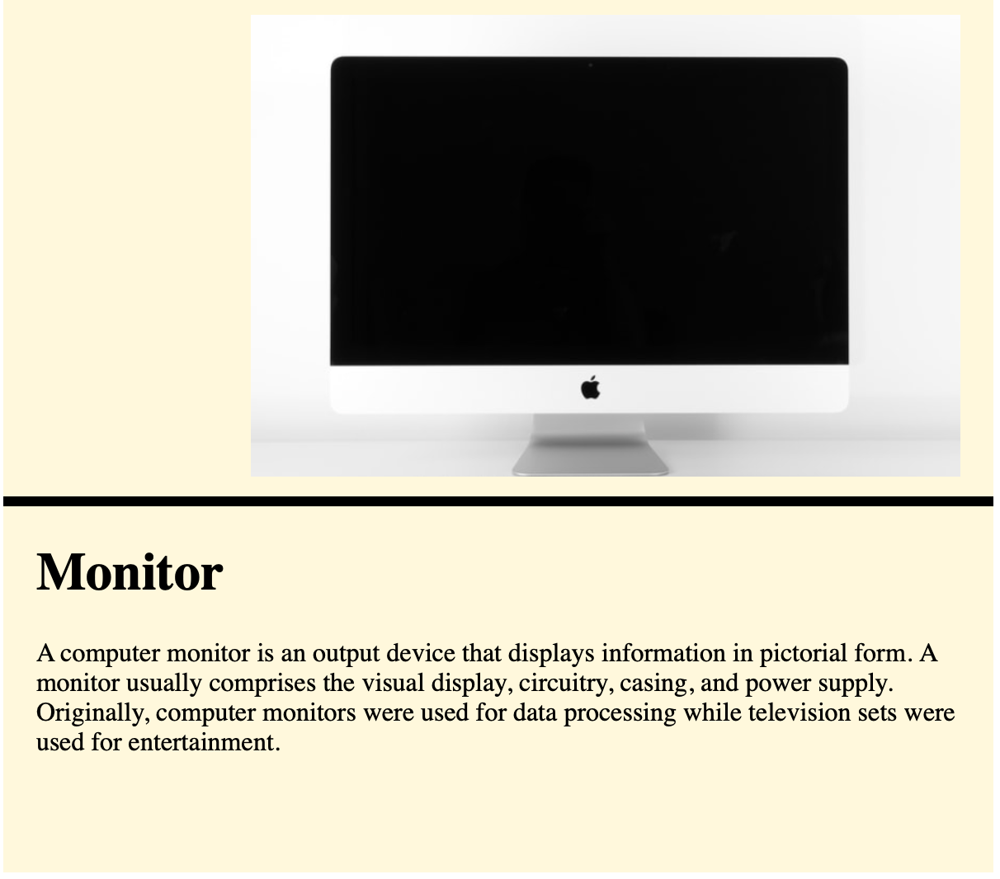 Monitor
A computer monitor is an output device that displays information in pictorial form. A
monitor usually comprises the visual display, circuitry, casing, and power supply.
Originally, computer monitors were used for data processing while television sets were
used for entertainment.